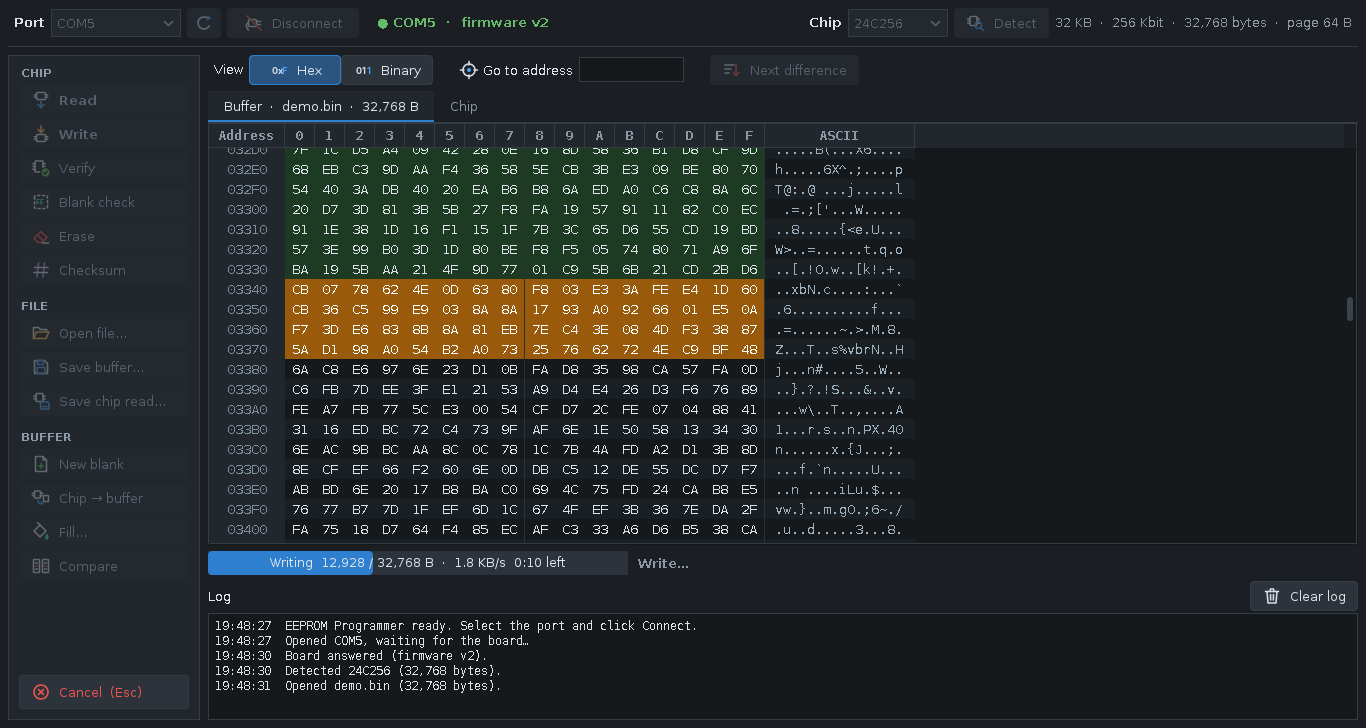 Port COM5 Disconnect COM5 · firmware v2 Chip 24C256 Detect 32 KB · 256 Kbit · 32,768 bytes · page 64 B
CHIP
Read
Write
Verify
Blank check
Erase
Checksum
FILE
Open file...
Save buffer...
Save chip read...
BUFFER
New blank
Chip → buffer
Fill...
Compare
Cancel (Esc)
View 0xF Hex 011 Binary Go to address Next difference
Buffer · demo.bin · 32,768 B Chip
Address 0 1 2 3 4 5 6 7 8 9 A B C D E F ASCII
032D0 7F 1C D5 A4 09 42 28 0E 16 8D 58 36 B1 D8 CF 9D .....B(...X6....
032E0 68 EB C3 9D AA F4 36 58 5E CB 3B E3 09 BE 80 70 h.....6X^.;....p
032F0 54 40 3A DB 40 20 EA B6 B8 6A ED A0 C6 C8 8A 6C T@:.@ ...j.....l
03300 20 D7 3D 81 3B 5B 27 F8 FA 19 57 91 11 82 C0 EC .=.;['...W.....
03310 91 1E 38 1D 16 F1 15 1F 7B 3C 65 D6 55 CD 19 BD ..8.....{<e.U...
03320 57 3E 99 B0 3D 1D 80 BE F8 F5 05 74 80 71 A9 6F W>..=......t.q.o
03330 BA 19 5B AA 21 4F 9D 77 01 C9 5B 6B 21 CD 2B D6 ..[.!O.w..[k!.+.
03340 CB 07 78 62 4E 0D 63 80 F8 03 E3 3A FE E4 1D 60 ..xbN.c....:...`
03350 CB 36 C5 99 E9 03 8A 8A 17 93 A0 92 66 01 E5 0A .6..........f...
03360 F7 3D E6 83 8B 8A 81 EB 7E C4 3E 08 4D F3 38 87 .=......~.>.M.8.
03370 5A D1 98 A0 54 B2 A0 73 25 76 62 72 4E C9 BF 48 Z...T..s%vbrN..H
03380 6A C8 E6 97 6E 23 D1 0B FA D8 35 98 CA 57 FA 0D j...n#....5..W..
03390 C6 FB 7D EE 3F E1 21 53 A9 D4 E4 26 D3 F6 76 89 ..}.?.!S...&..v.
033A0 FE A7 FB 77 5C E3 00 54 CF D7 2C FE 07 04 88 41 ...w\..T..,....A
033B0 31 16 ED BC 72 C4 73 9F AF 6E 1E 50 58 13 34 30 1...r.s..n.PX.40
033C0 6E AC 9B BC AA 8C 0C 78 1C 7B 4A FD A2 D1 3B 8D n......x.{J...;.
033D0 8E CF EF 66 F2 60 6E 0D DB C5 12 DE 55 DC D7 F7 ...f.`n.....U...
033E0 AB BD 6E 20 17 B8 BA C0 69 4C 75 FD 24 CA B8 E5 ..n ....iLu.$...
033F0 76 77 B7 7D 1F EF 6D 1C 67 4F EF 3B 36 7E DA 2F vw.}..m.gO.;6~./
03400 FA 75 18 D7 64 F4 85 EC AF C3 33 A6 D6 B5 38 CA .u..d.....3...8.
Writing 12,928 / 32,768 B · 1.8 KB/s 0:10 left Write...
Log Clear log
19:48:27 EEPROM Programmer ready. Select the port and click Connect.
19:48:27 Opened COM5, waiting for the board…
19:48:30 Board answered (firmware v2).
19:48:30 Detected 24C256 (32,768 bytes).
19:48:31 Opened demo.bin (32,768 bytes).